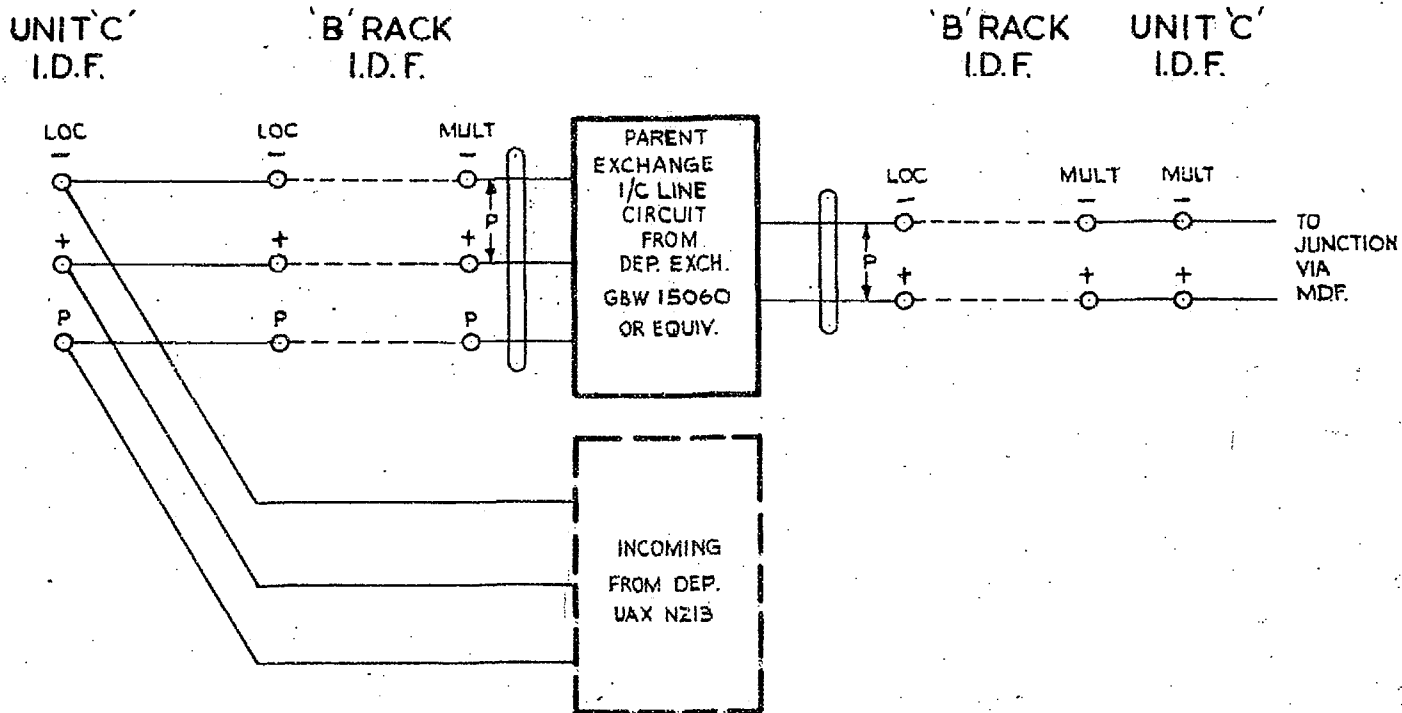 UNIT 'C' I.D.F.
'B' RACK I.D.F.
'B' RACK I.D.F.
UNIT 'C' I.D.F.
LOC
LOC
MULT
−
−
−
+
+
+
P
P
P
P
PARENT
EXCHANGE
I/C LINE
CIRCUIT
FROM
DEP. EXCH.
GBW 15060
OR EQUIV.
LOC
MULT
MULT
−
−
−
P
+
+
+
TO
JUNCTION
VIA
MDF.
INCOMING
FROM DEP.
UAX Nº13